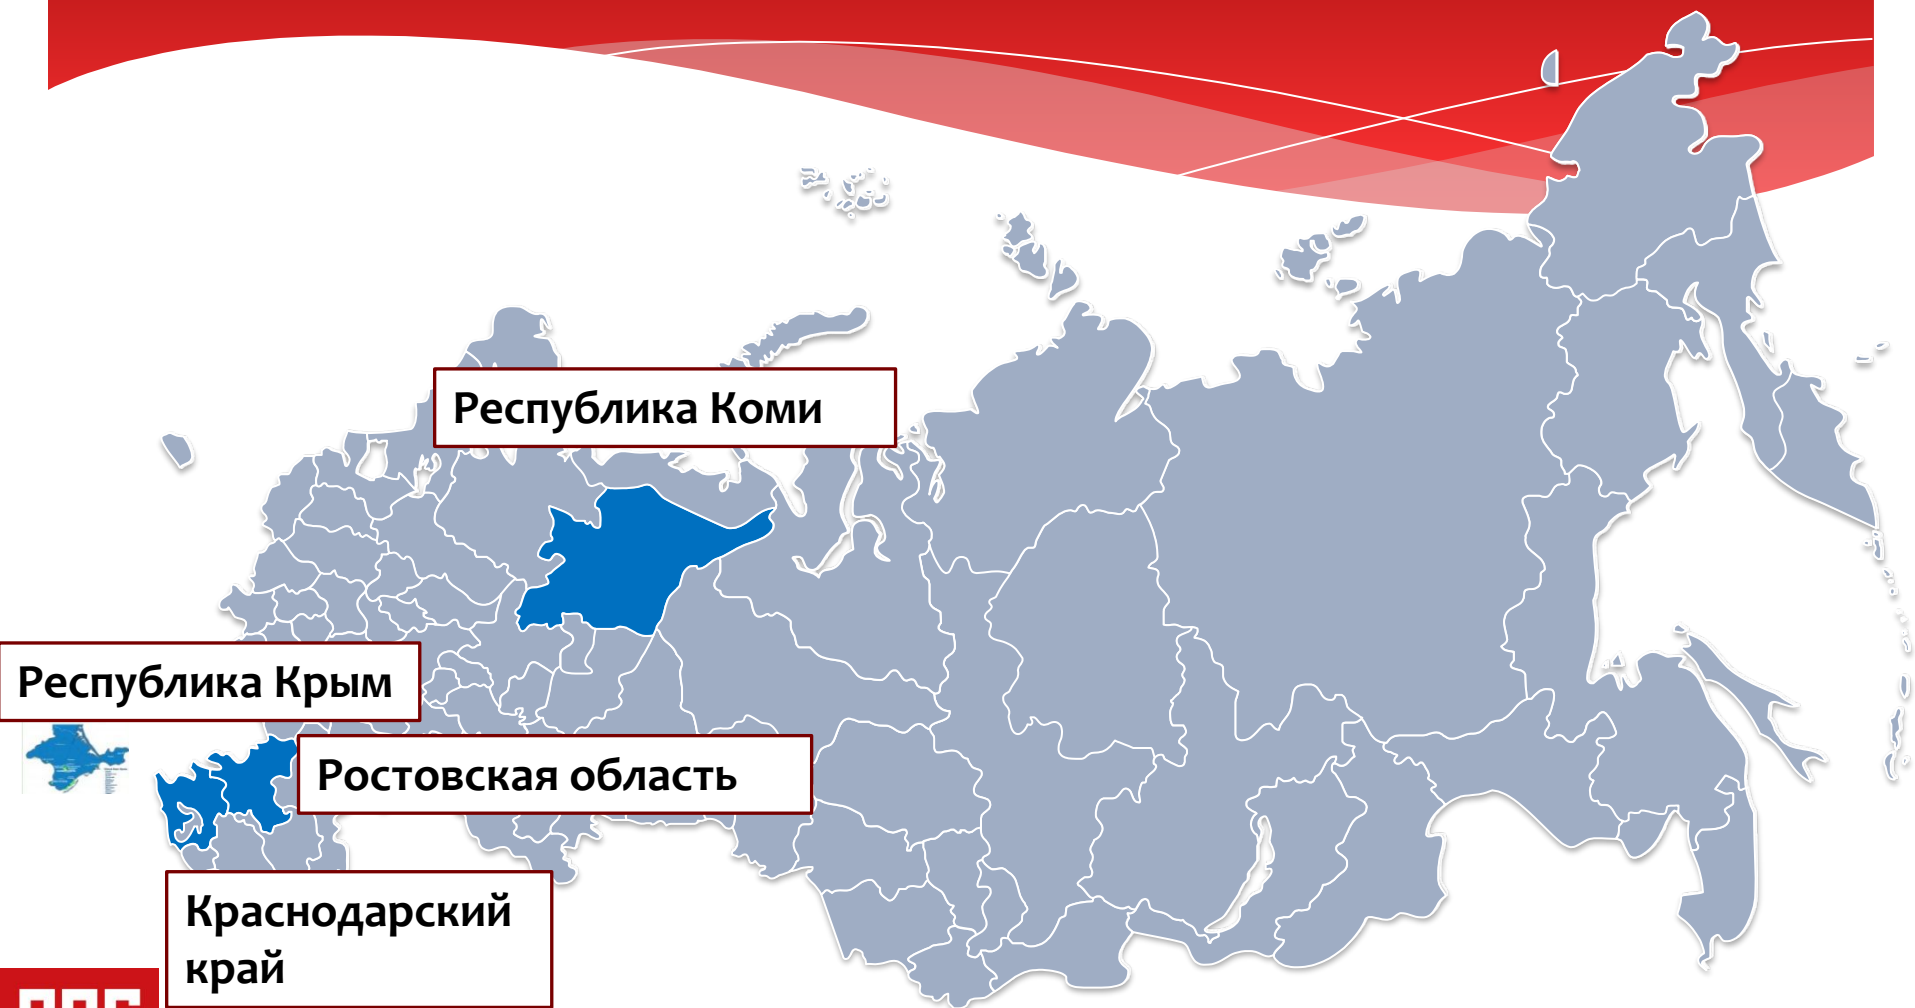 Республика Коми
Республика Крым
Ростовская область
Краснодарский
край